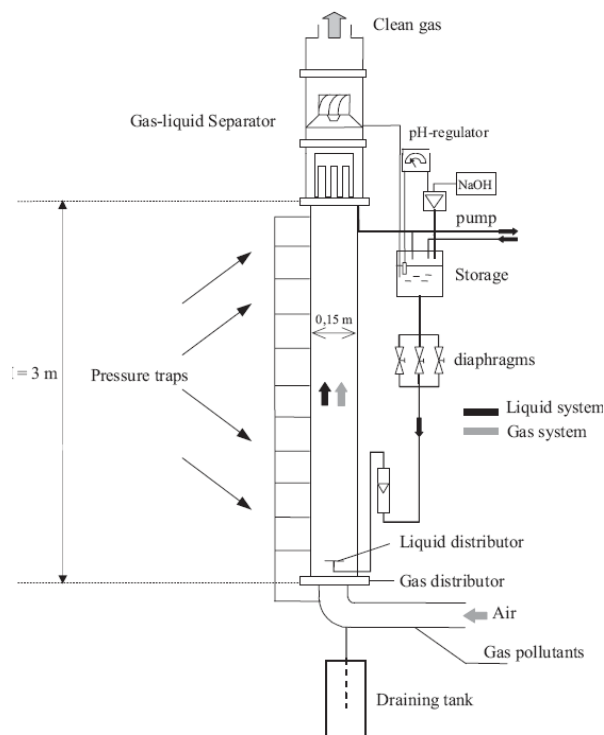 Clean gas
Gas-liquid Separator
pH-regulator
NaOH
pump
Storage
0,15 m
diaphragms
= 3 m
Pressure traps
Liquid system
Gas system
Liquid distributor
Gas distributor
Air
Gas pollutants
Draining tank